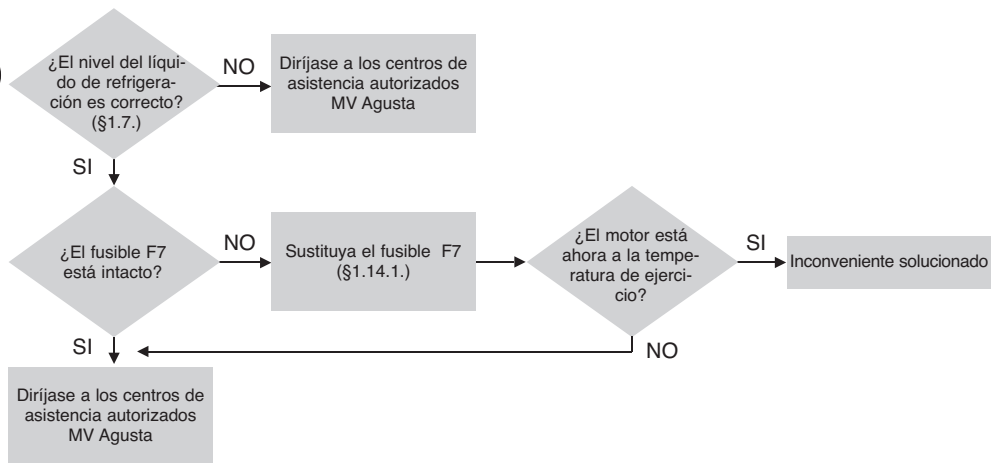 ¿El nivel del líqui-
do de refrigera-
ción es correcto?
(§1.7.)
NO
Diríjase a los centros de
asistencia autorizados
MV Agusta
SI
¿El fusible F7
está intacto?
NO
Sustituya el fusible F7
(§1.14.1.)
¿El motor está
ahora a la tempe-
ratura de ejerci-
cio?
SI
Inconveniente solucionado
SI
NO
Diríjase a los centros de
asistencia autorizados
MV Agusta